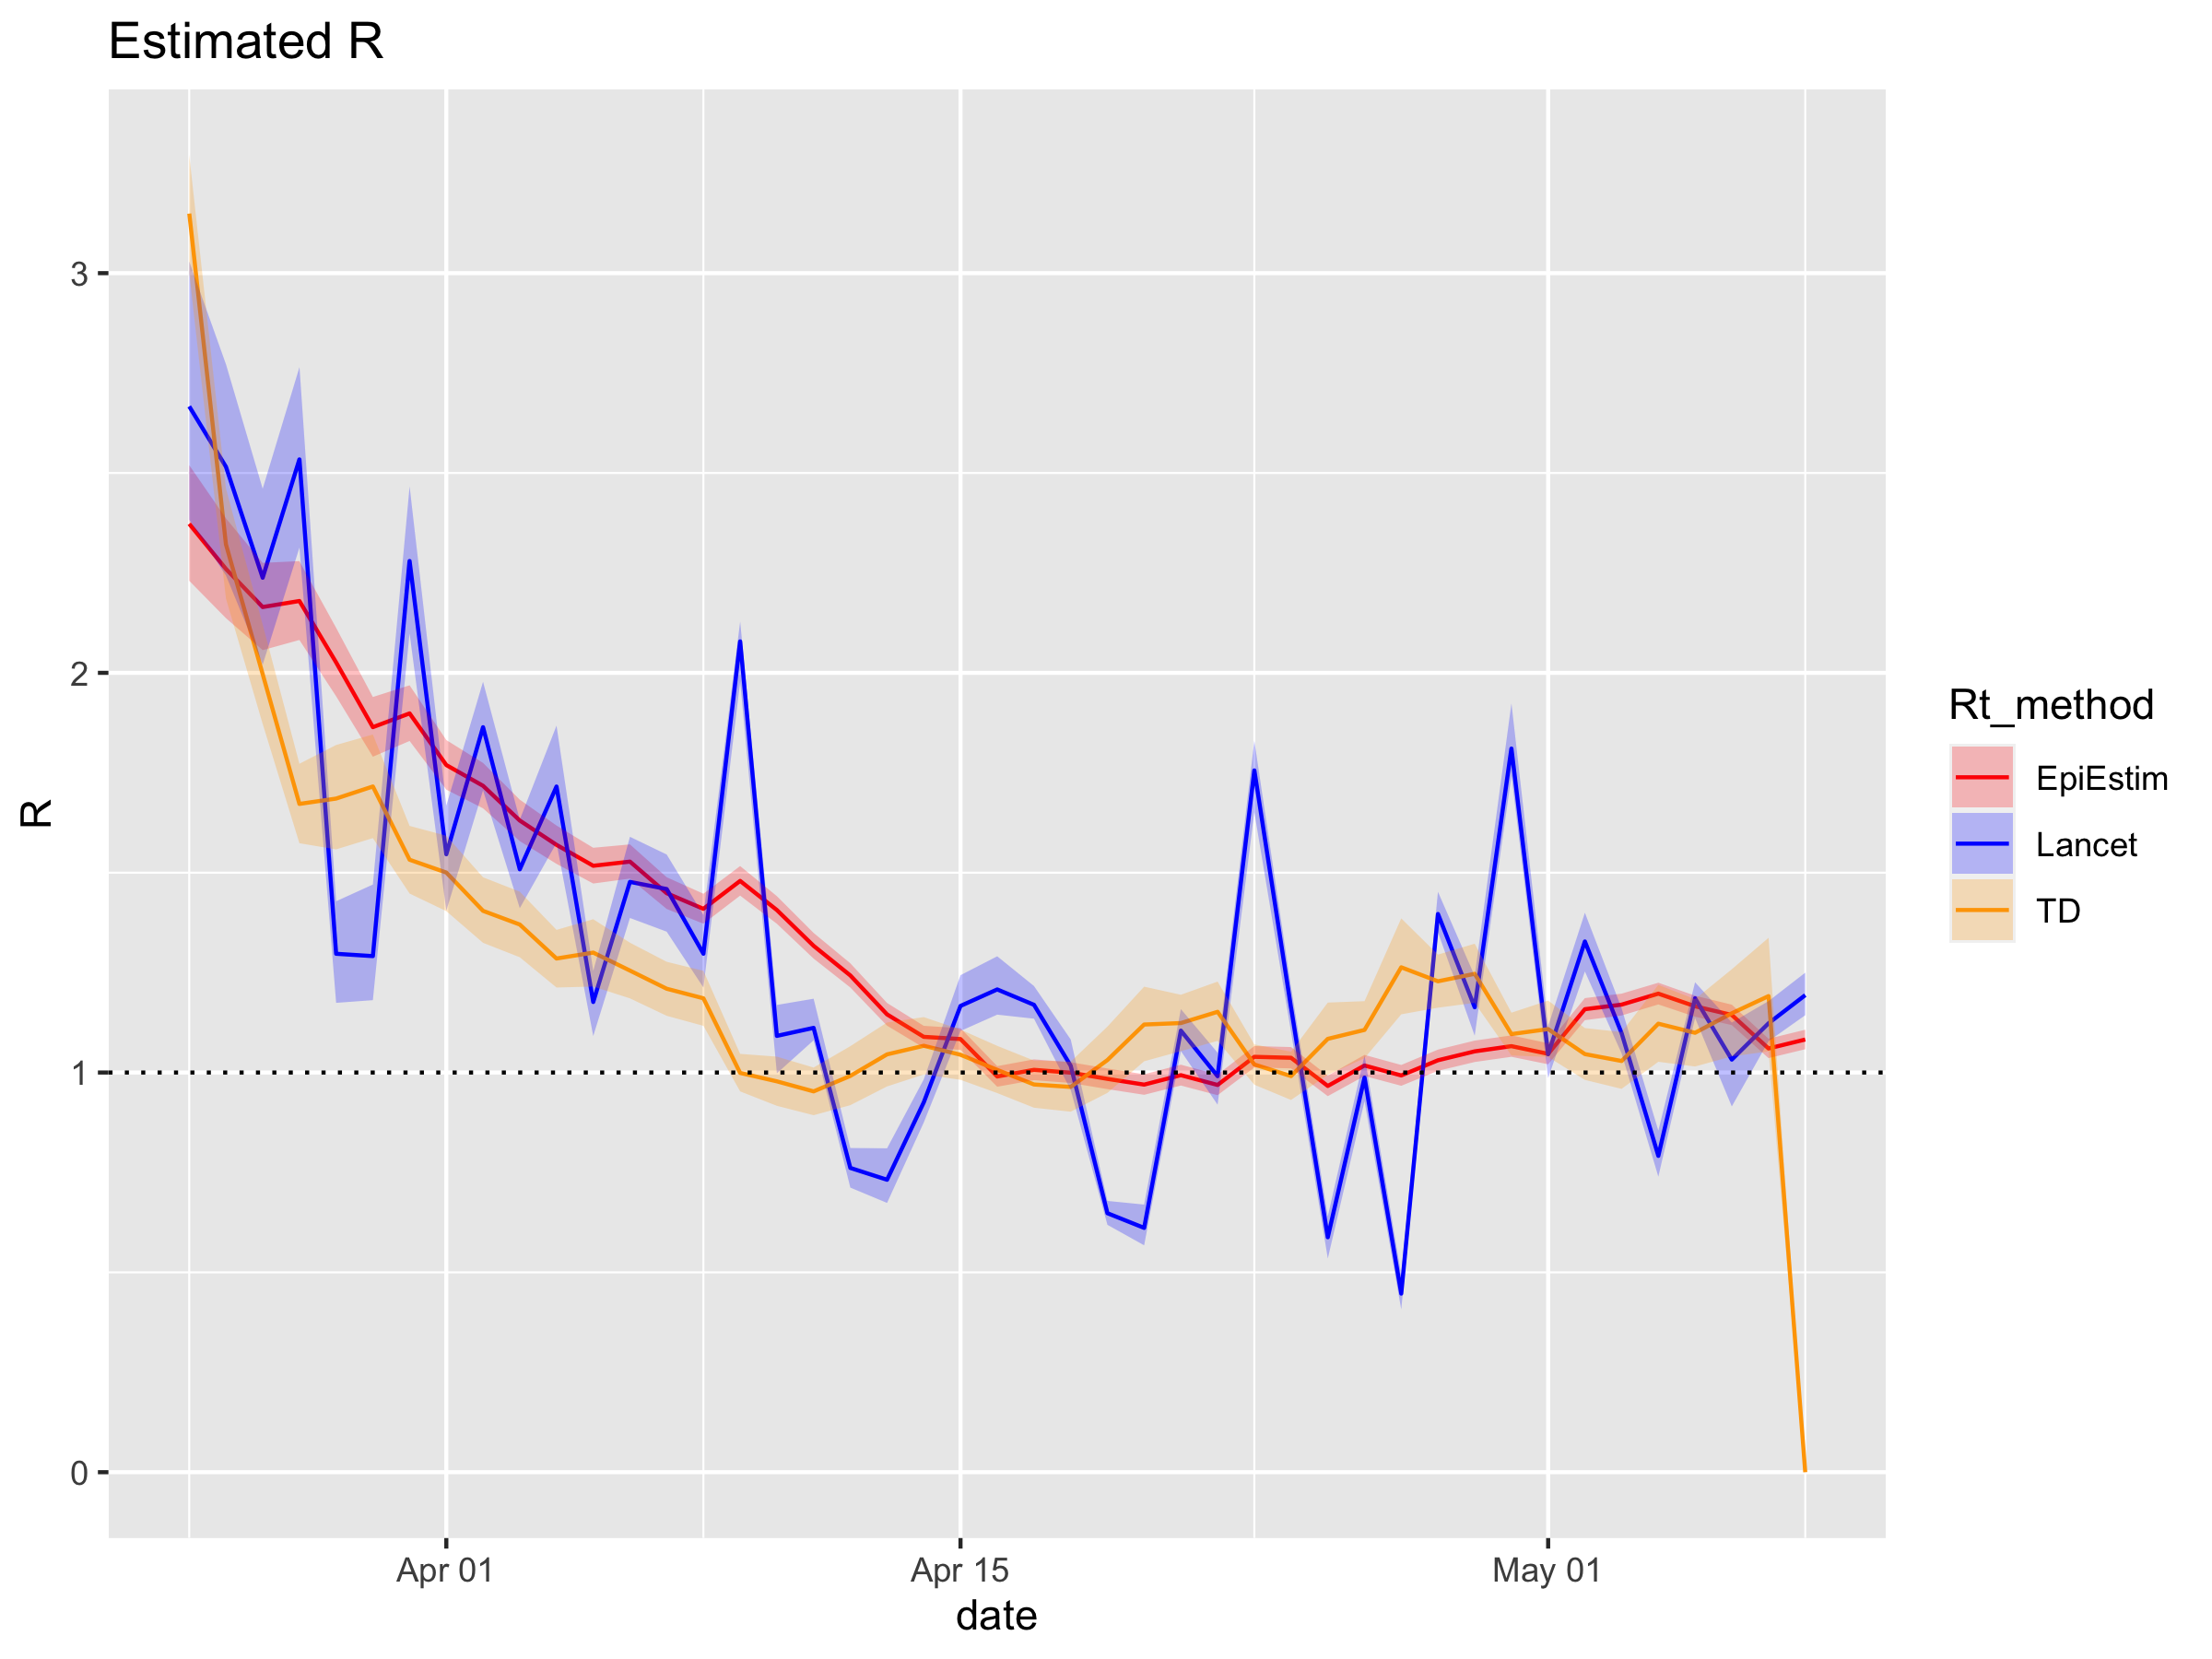 Estimated R
3
2
1
0
R
Apr 01
Apr 15
May 01
date
Rt_method
EpiEstim
Lancet
TD